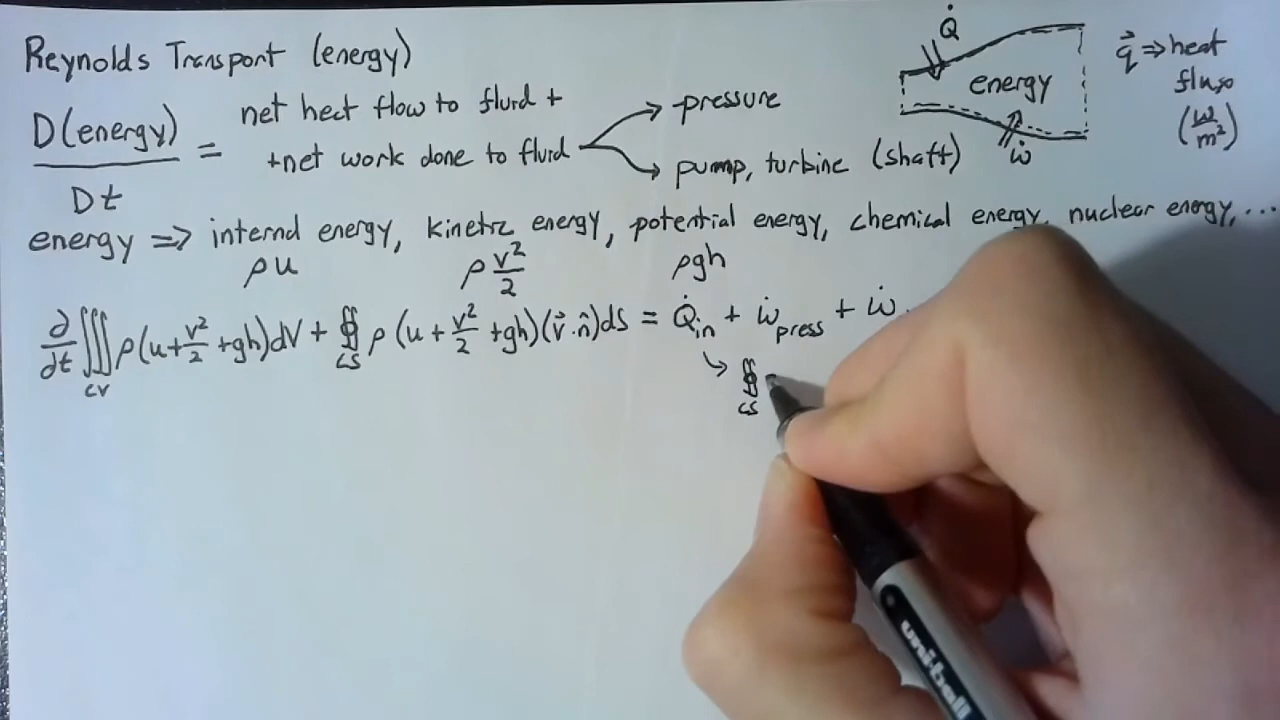 Reynolds Transport (energy)
D(energy)
Dt
=
net heat flow to fluid +
+net work done to fluid
pressure
pump, turbine (shaft)
Q̇
energy
ẇ
q⃗ ⇒ heat
flux
(w/m²)
energy ⇒ internal energy, kinetic energy, potential energy, chemical energy, nuclear energy, ...
ρu
ρ v²/2
ρgh
∂/∂t ∭ ρ(u+v²/2+gh)dV + ∯ ρ(u+v²/2+gh)(v⃗·n̂)dS = Q̇in + ẇpress + ẇ
CV
CS
∯
CS
uni-ball